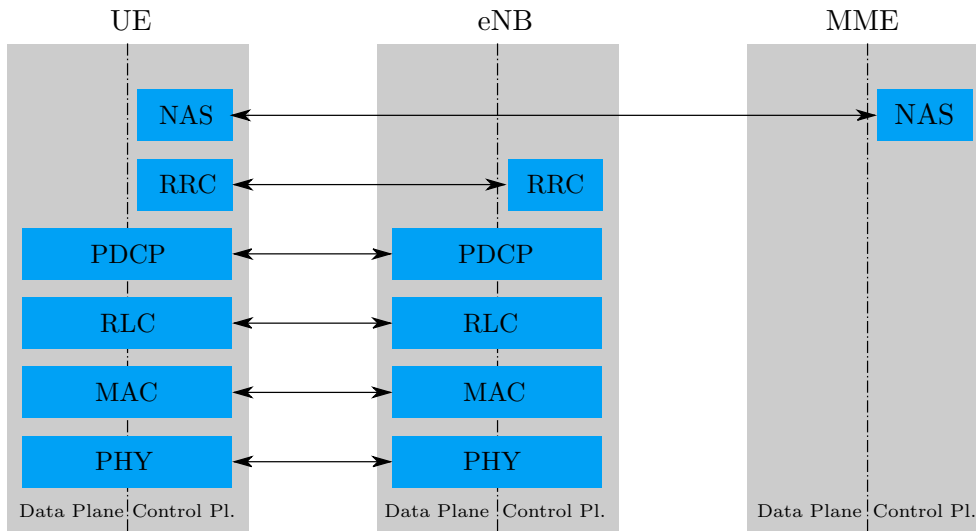 UE eNB MME
NAS NAS
RRC RRC
PDCP PDCP
RLC RLC
MAC MAC
PHY PHY
Data Plane Control Pl. Data Plane Control Pl. Data Plane Control Pl.